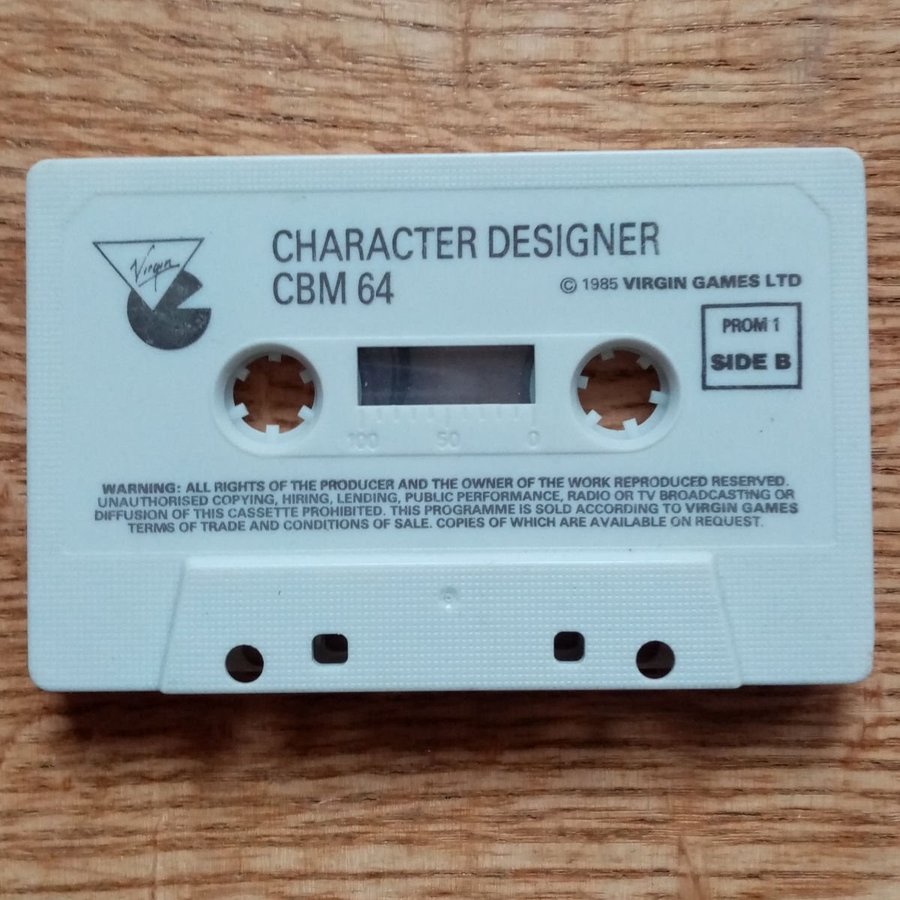 Virgin
CHARACTER DESIGNER
CBM 64
© 1985 VIRGIN GAMES LTD
PROM 1
SIDE B
100 50 0
WARNING: ALL RIGHTS OF THE PRODUCER AND THE OWNER OF THE WORK REPRODUCED RESERVED.
UNAUTHORISED COPYING, HIRING, LENDING, PUBLIC PERFORMANCE, RADIO OR TV BROADCASTING OR
DIFFUSION OF THIS CASSETTE PROHIBITED. THIS PROGRAMME IS SOLD ACCORDING TO VIRGIN GAMES
TERMS OF TRADE AND CONDITIONS OF SALE. COPIES OF WHICH ARE AVAILABLE ON REQUEST.